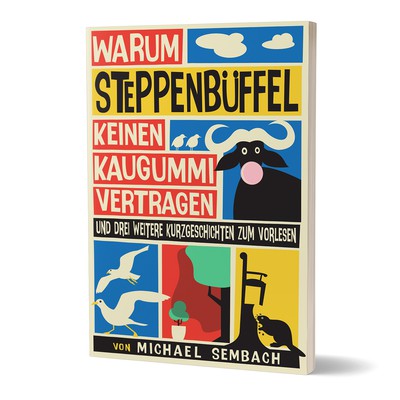 WARUM
STEPPENBÜFFEL
KEINEN
KAUGUMMI
VERTRAGEN
UND DREI WEITERE KURZGESCHICHTEN ZUM VORLESEN
VON MICHAEL SEMBACH